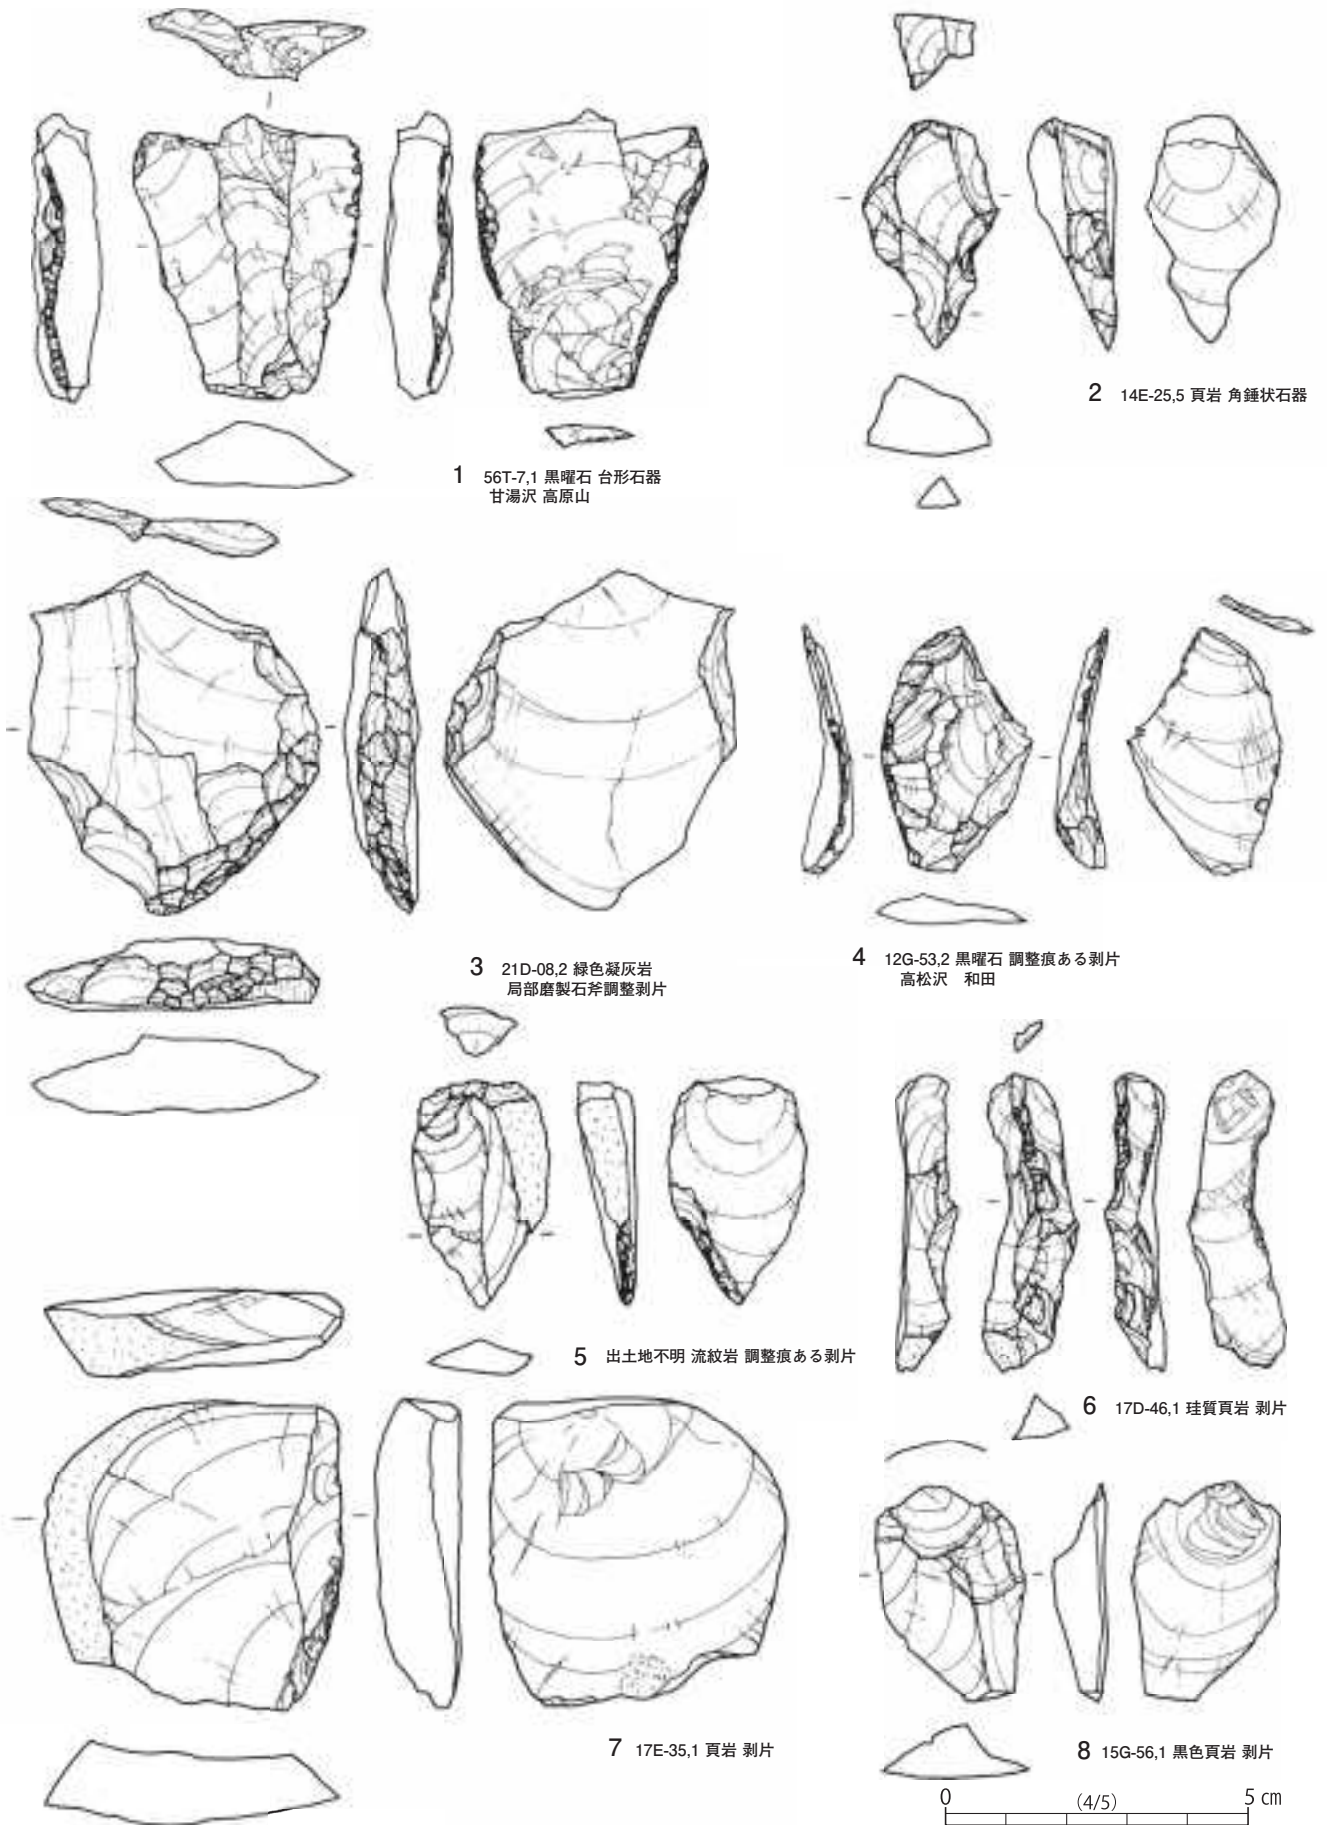 1 56T-7,1 黒曜石 台形石器
甘湯沢 高原山
2 14E-25,5 頁岩 角錘状石器
3 21D-08,2 緑色凝灰岩
局部磨製石斧調整剥片
4 12G-53,2 黒曜石 調整痕ある剥片
高松沢 和田
5 出土地不明 流紋岩 調整痕ある剥片
6 17D-46,1 珪質頁岩 剥片
7 17E-35,1 頁岩 剥片
8 15G-56,1 黒色頁岩 剥片
0 (4/5) 5 cm